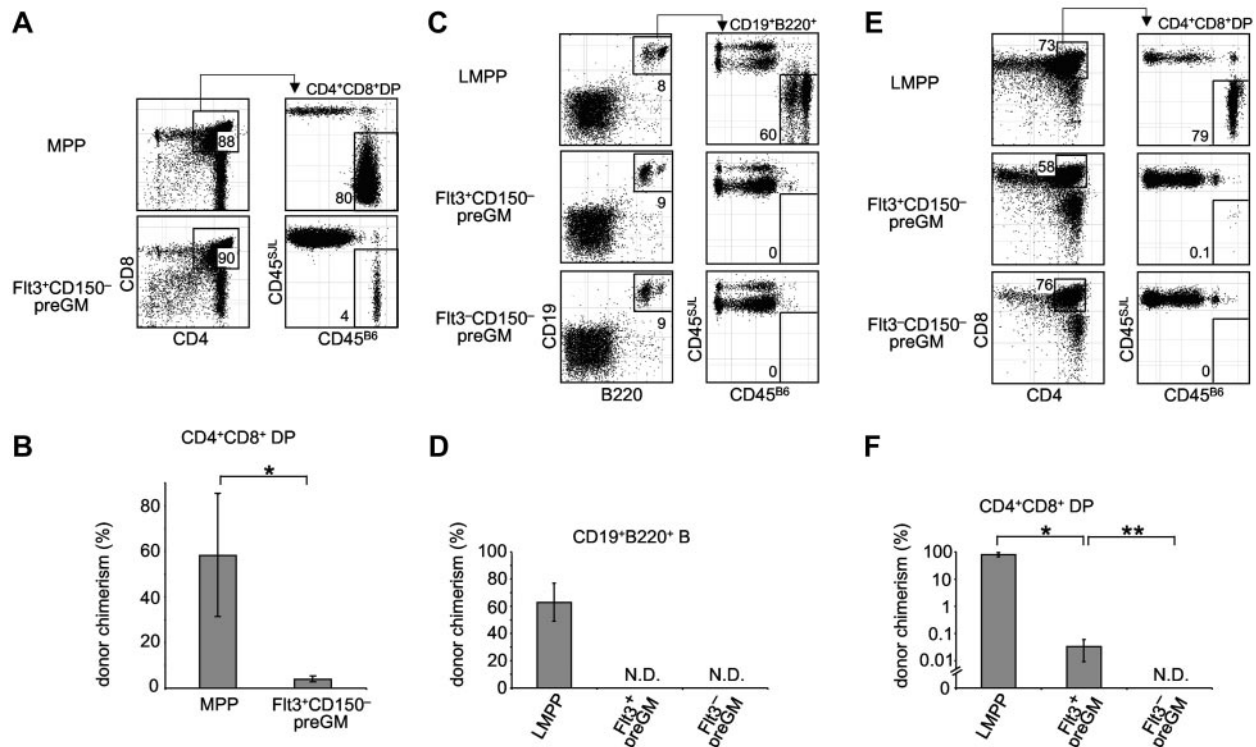 A
CD4⁺CD8⁺DP
MPP
88
80
Flt3⁺CD150⁻
preGM
90
4
CD8
CD45ˢᴶᴸ
CD4
CD45ᴮ⁶
C
CD19⁺B220⁺
LMPP
8
60
Flt3⁺CD150⁻
preGM
9
0
Flt3⁻CD150⁻
preGM
9
0
CD19
CD45ˢᴶᴸ
B220
CD45ᴮ⁶
E
CD4⁺CD8⁺DP
LMPP
73
79
Flt3⁺CD150⁻
preGM
58
0.1
Flt3⁻CD150⁻
preGM
76
0
CD8
CD45ˢᴶᴸ
CD4
CD45ᴮ⁶
B
CD4⁺CD8⁺ DP
*
donor chimerism (%)
80
60
40
20
0
MPP
Flt3⁺CD150⁻
preGM
D
CD19⁺B220⁺ B
donor chimerism (%)
100
80
60
40
20
0
N.D.
N.D.
LMPP
Flt3⁺
preGM
Flt3⁻
preGM
F
CD4⁺CD8⁺ DP
*
**
donor chimerism (%)
100
10
1
0.1
0.01
0
N.D.
LMPP
Flt3⁺
preGM
Flt3⁻
preGM